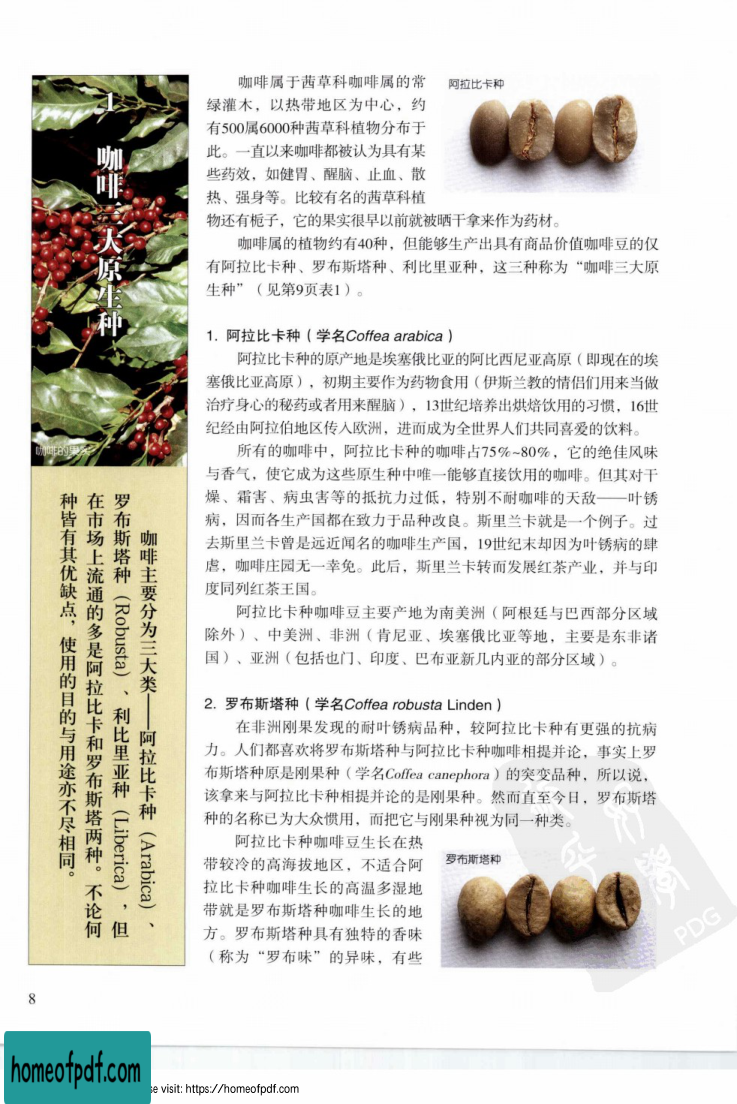 1
咖啡三大原生种
咖啡的果实
咖啡主要分为三大类——阿拉比卡种（Arabica）、
罗布斯塔种（Robusta）、利比里亚种（Liberica），但
在市场上流通的多是阿拉比卡和罗布斯塔两种。不论何
种皆有其优缺点，使用的目的与用途亦不尽相同。
咖啡属于茜草科咖啡属的常
绿灌木，以热带地区为中心，约
有500属6000种茜草科植物分布于
此。一直以来咖啡都被认为具有某
些药效，如健胃、醒脑、止血、散
热、强身等。比较有名的茜草科植
物还有栀子，它的果实很早以前就被晒干拿来作为药材。
阿拉比卡种
咖啡属的植物约有40种，但能够生产出具有商品价值咖啡豆的仅
有阿拉比卡种、罗布斯塔种、利比里亚种，这三种称为“咖啡三大原
生种”（见第9页表1）。
1. 阿拉比卡种（学名Coffea arabica）
阿拉比卡种的原产地是埃塞俄比亚的阿比西尼亚高原（即现在的埃
塞俄比亚高原），初期主要作为药物食用（伊斯兰教的情侣们用来当做
治疗身心的秘药或者用来醒脑），13世纪培养出烘焙饮用的习惯，16世
纪经由阿拉伯地区传入欧洲，进而成为全世界人们共同喜爱的饮料。
所有的咖啡中，阿拉比卡种的咖啡占75%~80%，它的绝佳风味
与香气，使它成为这些原生种中唯一能够直接饮用的咖啡。但其对干
燥、霜害、病虫害等的抵抗力过低，特别不耐咖啡的天敌——叶锈
病，因而各生产国都在致力于品种改良。斯里兰卡就是一个例子。过
去斯里兰卡曾是远近闻名的咖啡生产国，19世纪末却因为叶锈病的肆
虐，咖啡庄园无一幸免。此后，斯里兰卡转而发展红茶产业，并与印
度同列红茶王国。
阿拉比卡种咖啡豆主要产地为南美洲（阿根廷与巴西部分区域
除外）、中美洲、非洲（肯尼亚、埃塞俄比亚等地，主要是东非诸
国）、亚洲（包括也门、印度、巴布亚新几内亚的部分区域）。
2. 罗布斯塔种（学名Coffea robusta Linden）
在非洲刚果发现的耐叶锈病品种，较阿拉比卡种有更强的抗病
力。人们都喜欢将罗布斯塔种与阿拉比卡种咖啡相提并论，事实上罗
布斯塔种原是刚果种（学名Coffea canephora）的突变品种，所以说，
该拿来与阿拉比卡种相提并论的是刚果种。然而直至今日，罗布斯塔
种的名称已为大众惯用，而把它与刚果种视为同一种类。
阿拉比卡种咖啡豆生长在热
带较冷的高海拔地区，不适合阿
拉比卡种咖啡生长的高温多湿地
带就是罗布斯塔种咖啡生长的地
方。罗布斯塔种具有独特的香味
（称为“罗布味”的异味，有些
罗布斯塔种
PDG
8
homeofpdf.com
se visit: https://homeofpdf.com